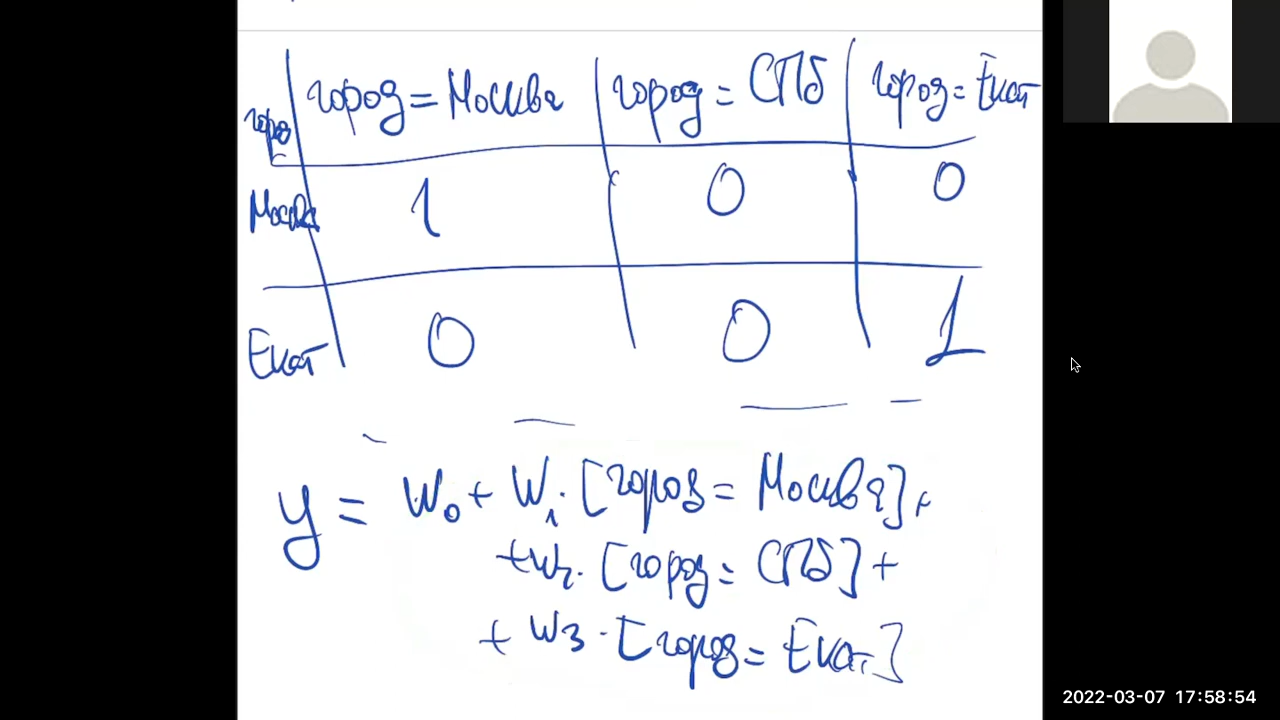 город город = Москва город = СПб город = Екат
Москва 1 0 0
Екат 0 0 1
y = w₀ + w₁ · [город = Москва] +
+ w₂ · [город = СПб] +
+ w₃ · [город = Екат.]
2022-03-07 17:58:54